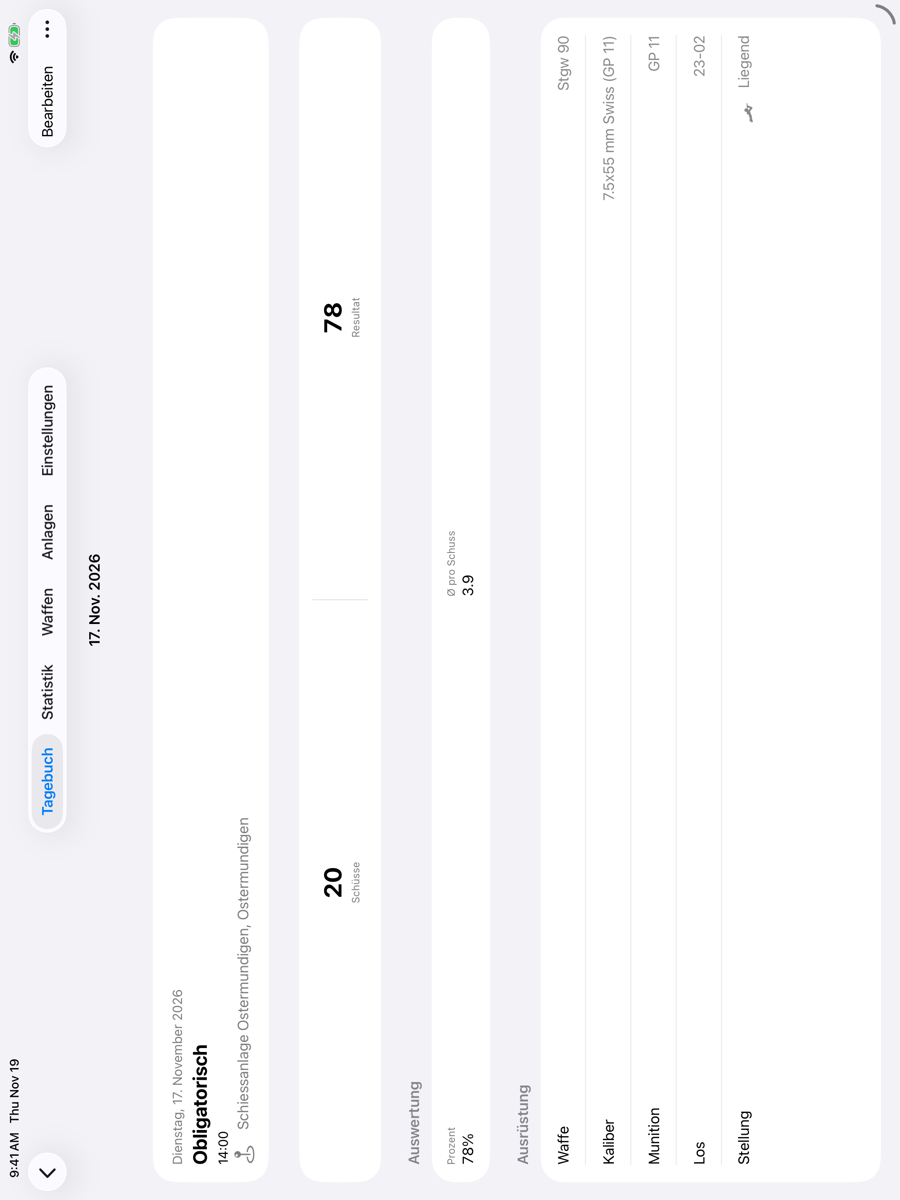 9:41 AM Thu Nov 19
Tagebuch Statistik Waffen Anlagen Einstellungen
Bearbeiten
17. Nov. 2026
Dienstag, 17. November 2026
Obligatorisch
14:00
Schiessanlage Ostermundigen, Ostermundigen
20
Schüsse
78
Resultat
Auswertung
Prozent
78%
Ø pro Schuss
3.9
Ausrüstung
Waffe Stgw 90
Kaliber 7.5x55 mm Swiss (GP 11)
Munition GP 11
Los 23-02
Stellung Liegend